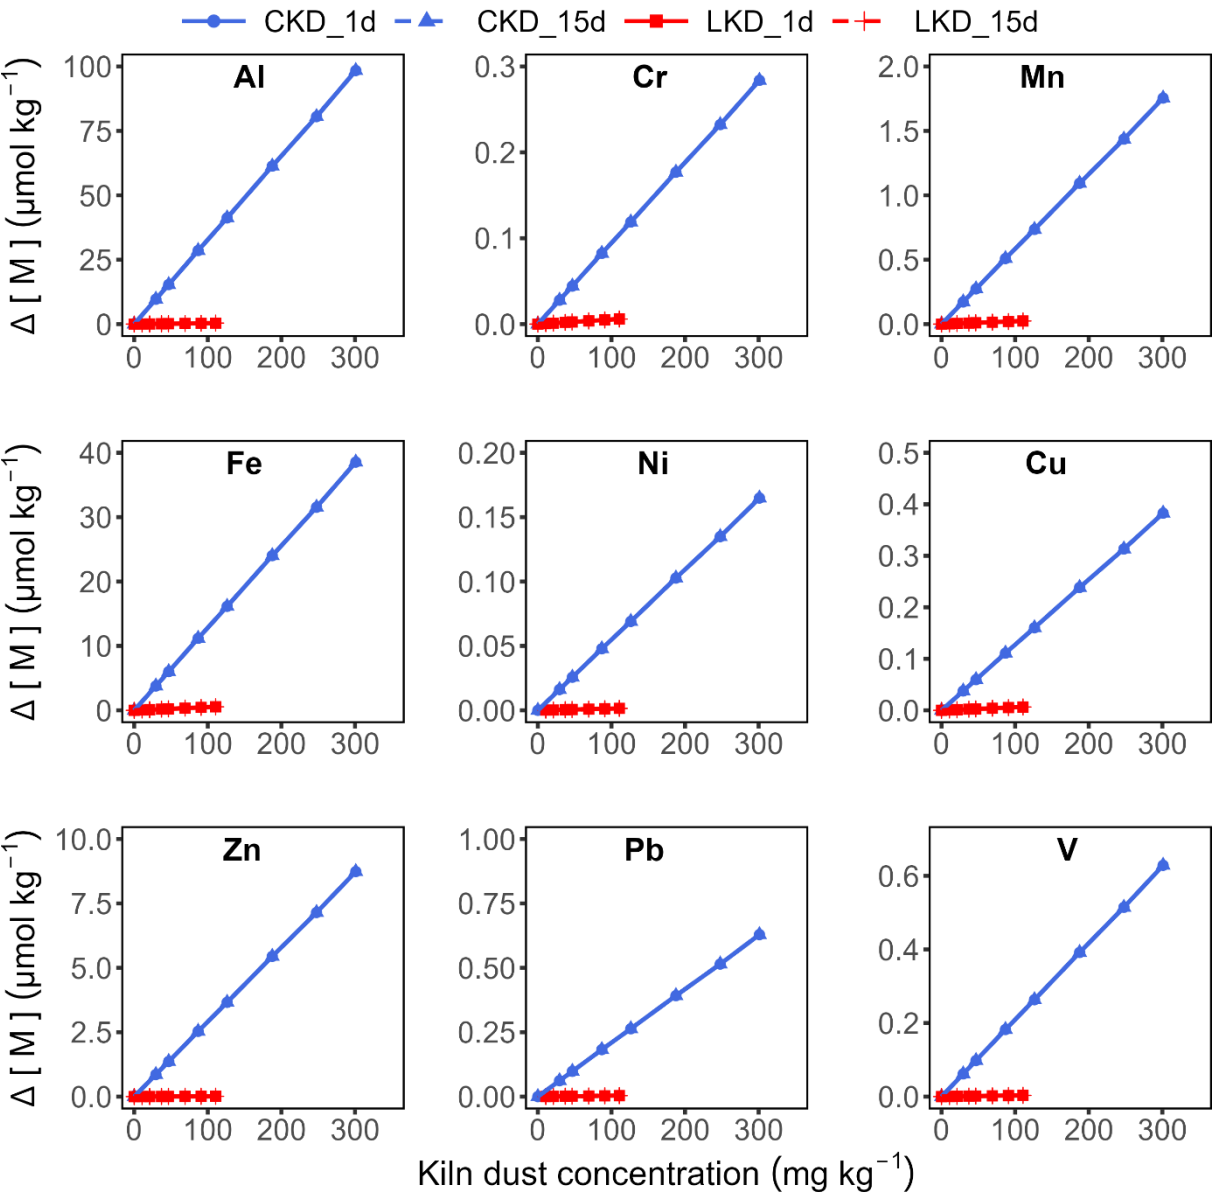 CKD_1d CKD_15d LKD_1d LKD_15d
Al Cr Mn
Δ [ M ] (μmol kg⁻¹)
100 75 50 25 0
0.3 0.2 0.1 0.0
2.0 1.5 1.0 0.5 0.0
0 100 200 300 0 100 200 300 0 100 200 300
Fe Ni Cu
Δ [ M ] (μmol kg⁻¹)
40 30 20 10 0
0.20 0.15 0.10 0.05 0.00
0.5 0.4 0.3 0.2 0.1 0.0
0 100 200 300 0 100 200 300 0 100 200 300
Zn Pb V
Δ [ M ] (μmol kg⁻¹)
10.0 7.5 5.0 2.5 0.0
1.00 0.75 0.50 0.25 0.00
0.6 0.4 0.2 0.0
0 100 200 300 0 100 200 300 0 100 200 300
Kiln dust concentration (mg kg⁻¹)